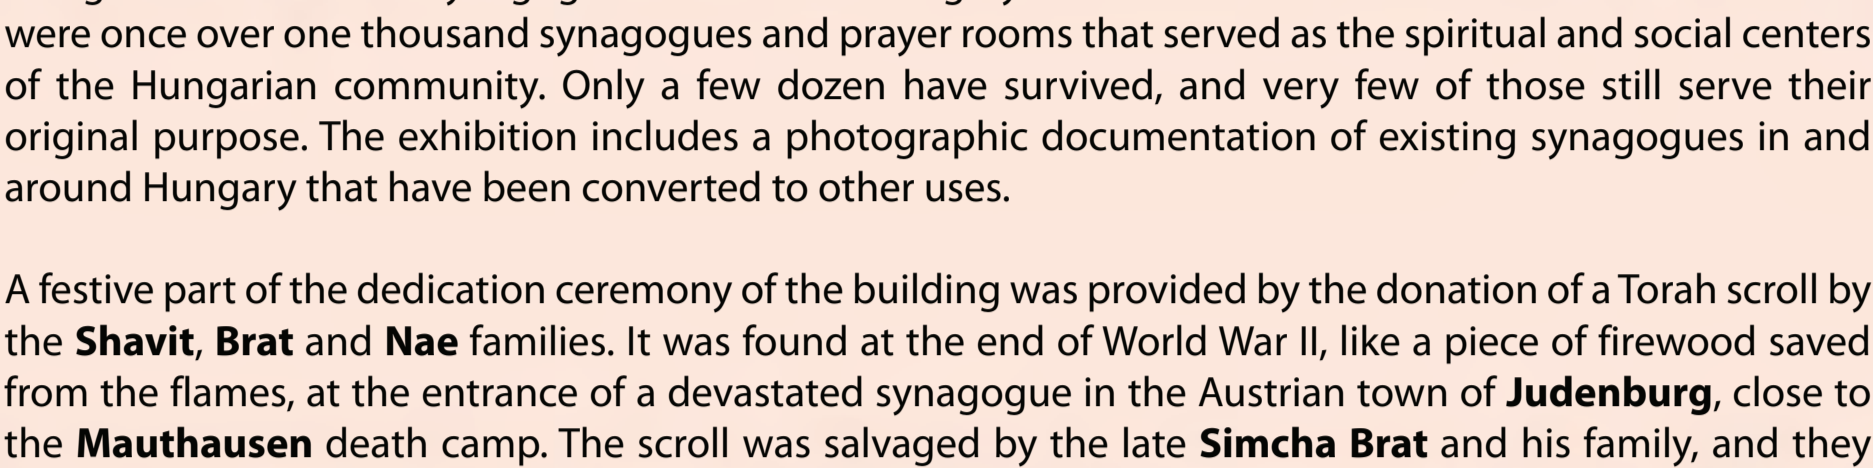 were once over one thousand synagogues and prayer rooms that served as the spiritual and social centers
of the Hungarian community. Only a few dozen have survived, and very few of those still serve their
original purpose. The exhibition includes a photographic documentation of existing synagogues in and
around Hungary that have been converted to other uses.
A festive part of the dedication ceremony of the building was provided by the donation of a Torah scroll by
the Shavit, Brat and Nae families. It was found at the end of World War II, like a piece of firewood saved
from the flames, at the entrance of a devastated synagogue in the Austrian town of Judenburg, close to
the Mauthausen death camp. The scroll was salvaged by the late Simcha Brat and his family, and they